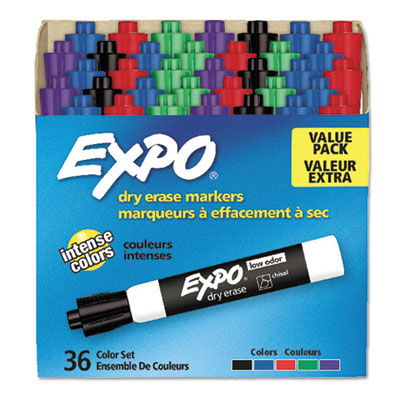 VALUE
PACK
VALEUR
EXTRA
EXPO®
dry erase markers
marqueurs à effacement à sec
intense
colors
couleurs
intenses
EXPO®
dry erase
low odor
chisel
36 Color Set
Ensemble De Couleurs
Colors Couleurs